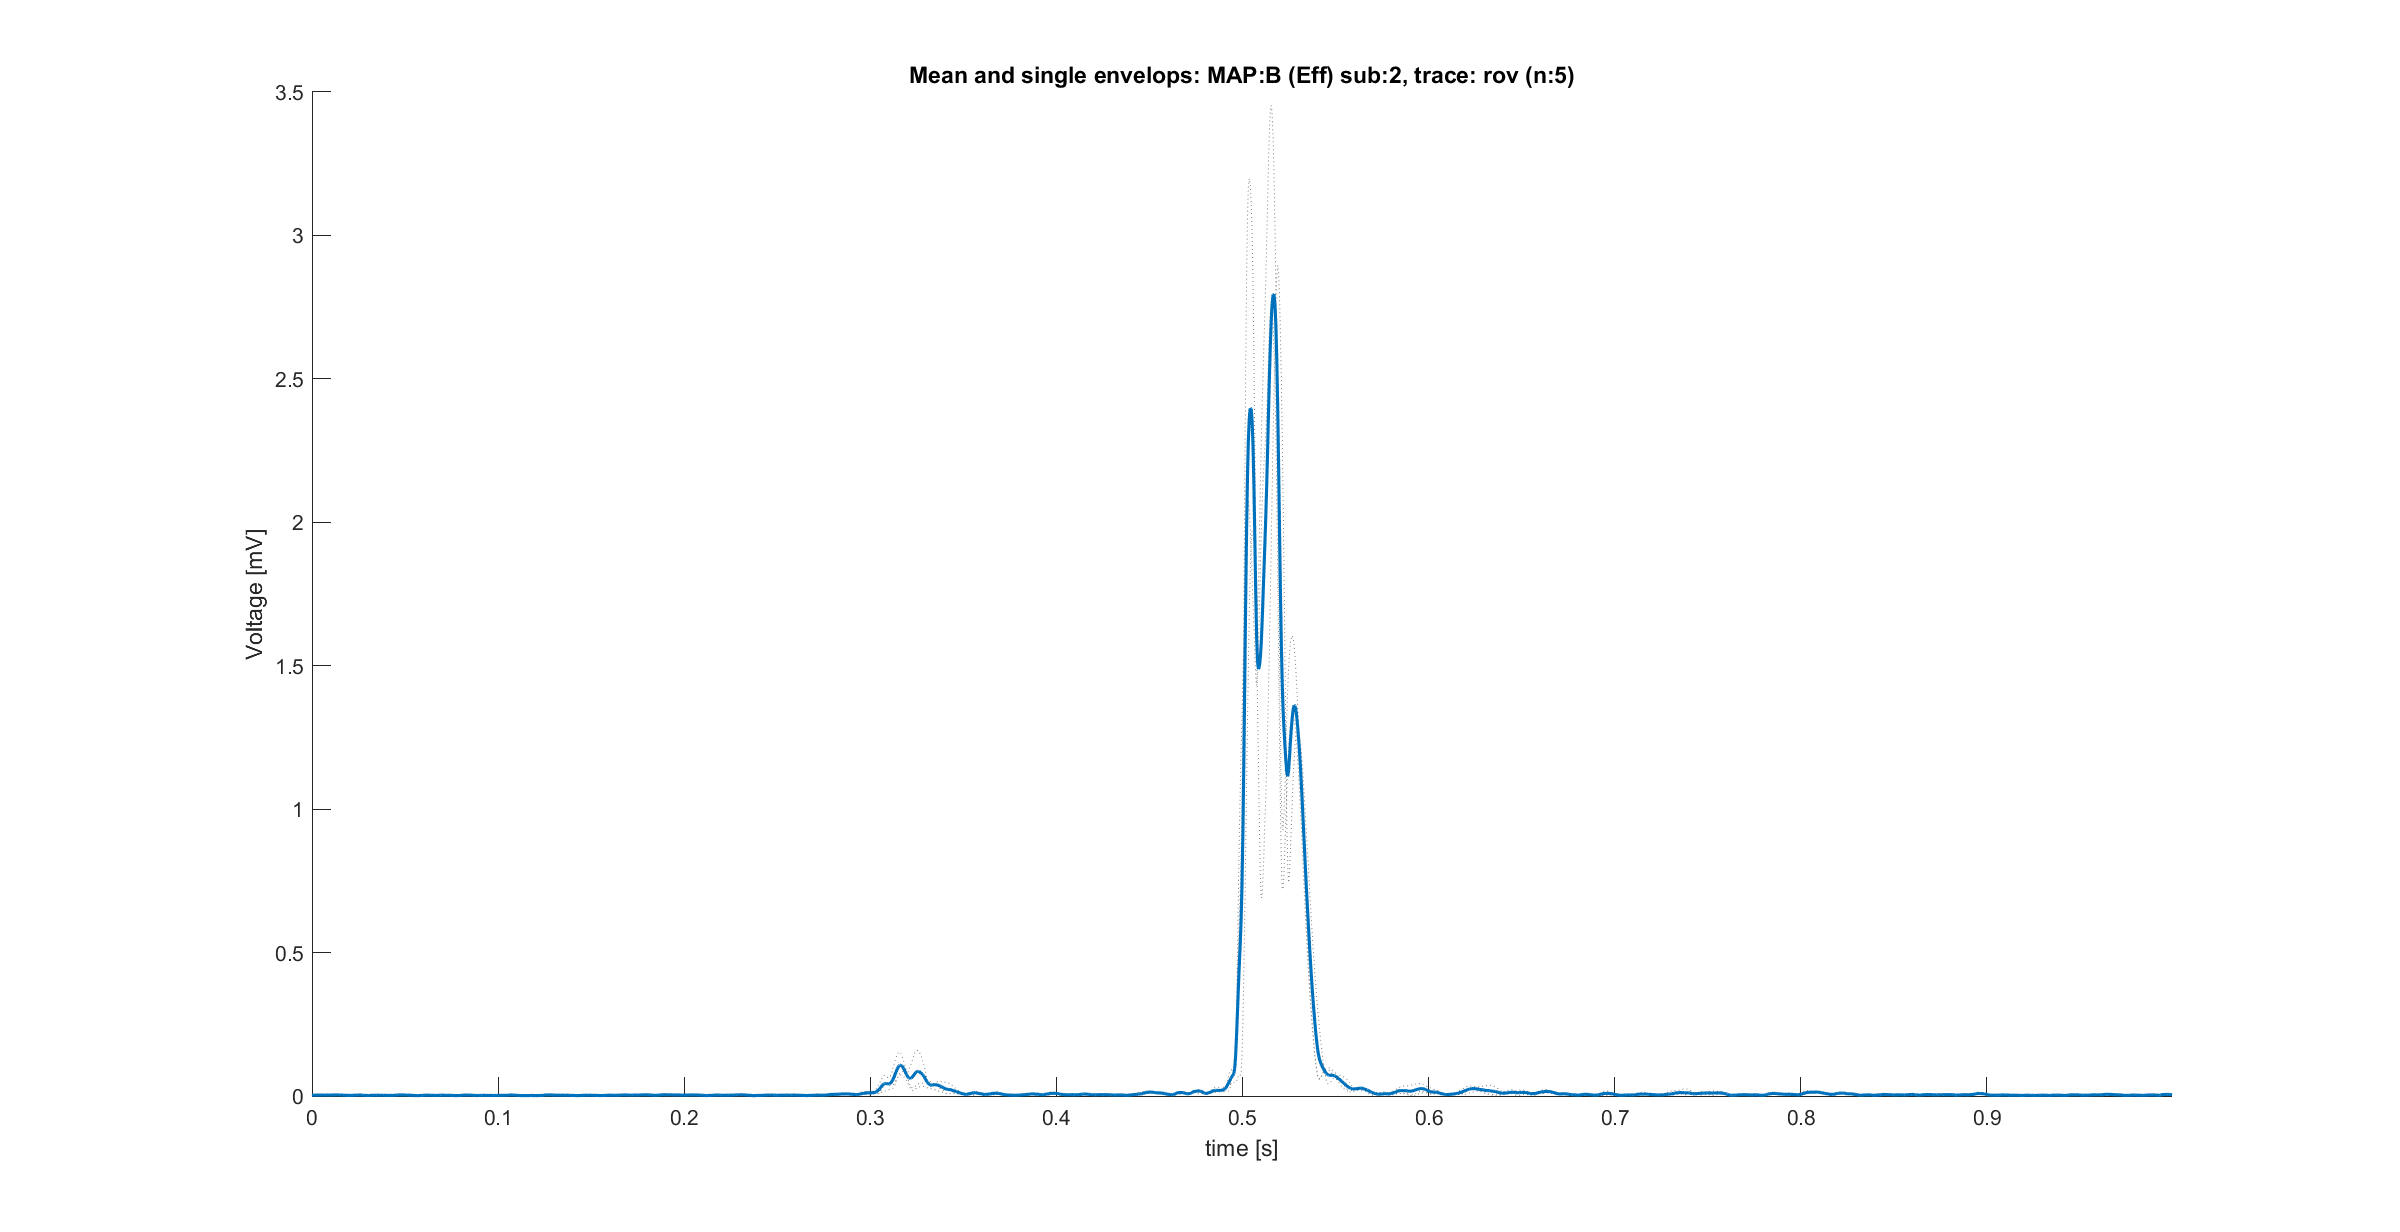 Mean and single envelops: MAP:B (Eff) sub:2, trace: rov (n:5)
3.5
3
2.5
2
1.5
1
0.5
0
Voltage [mV]
0 0.1 0.2 0.3 0.4 0.5 0.6 0.7 0.8 0.9
time [s]